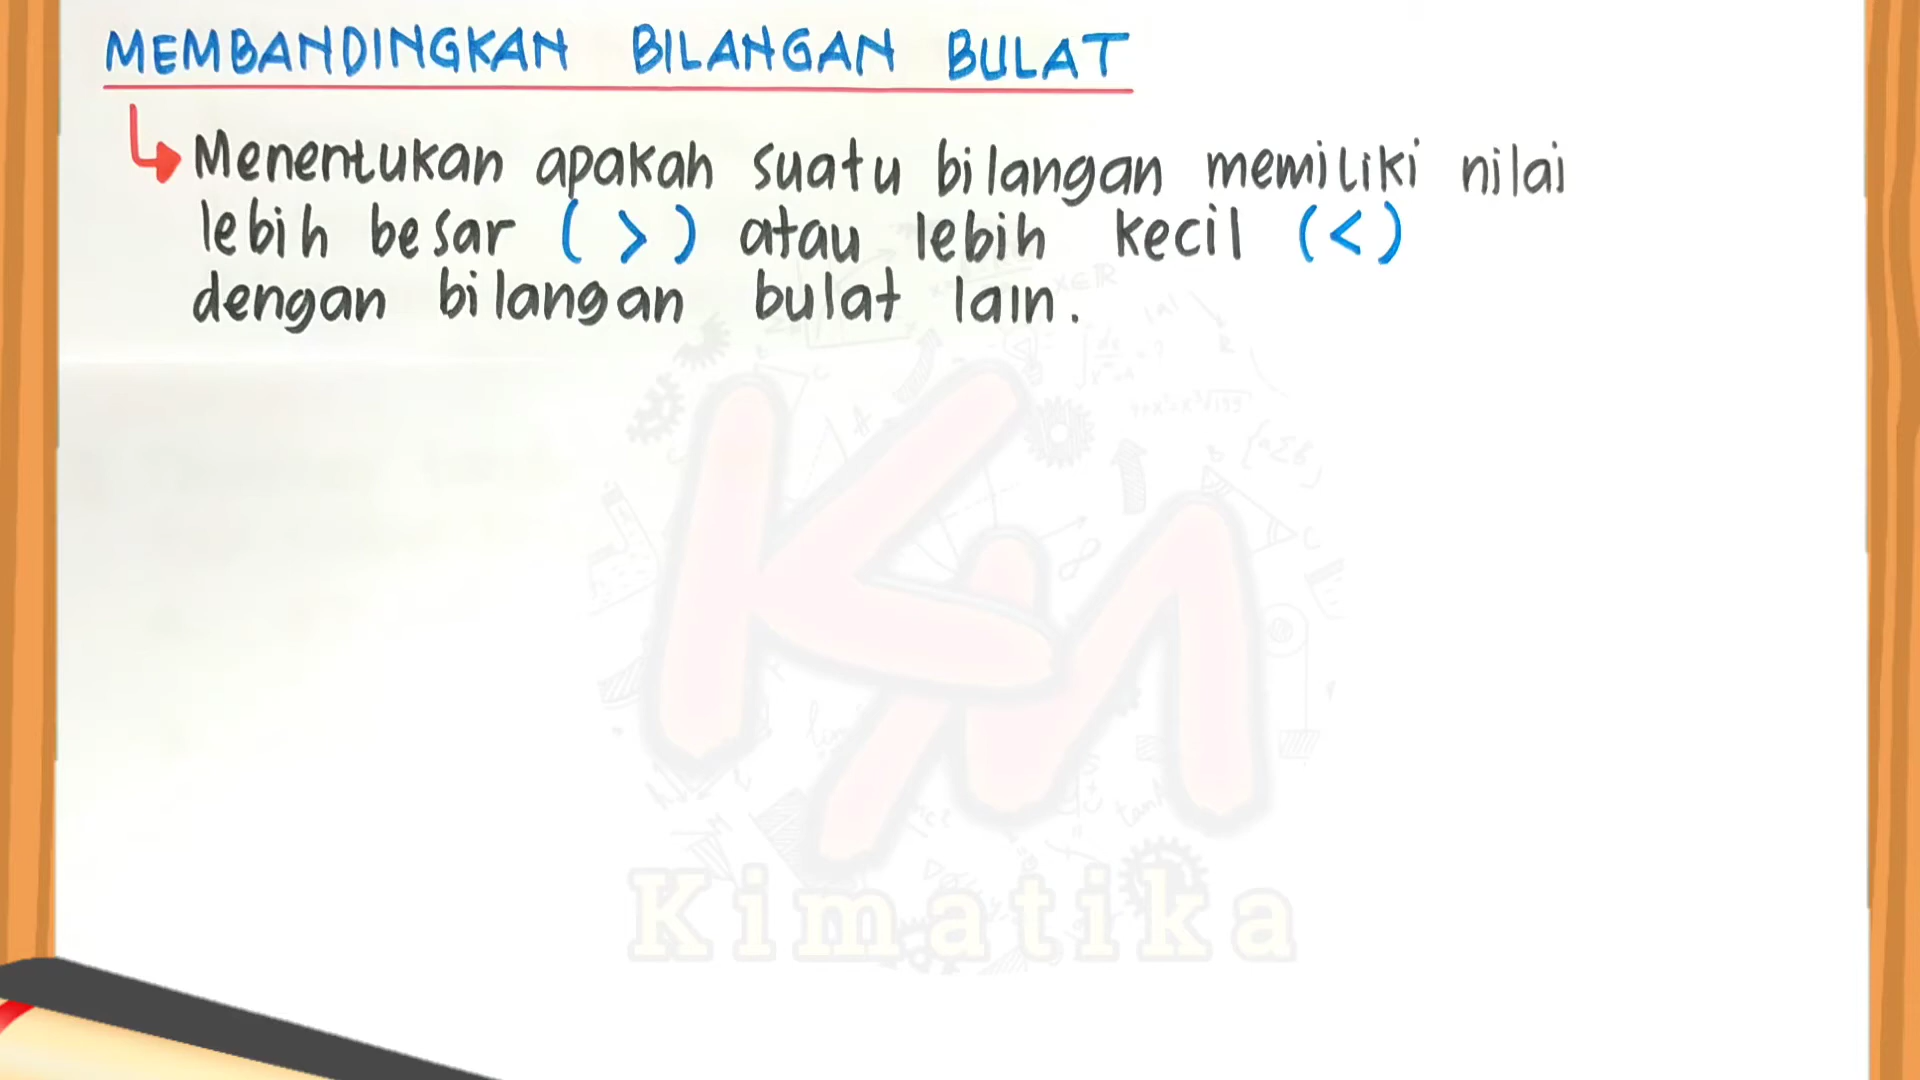 MEMBANDINGKAN BILANGAN BULAT
Menentukan apakah suatu bilangan memiliki nilai
lebih besar ( > ) atau lebih kecil ( < )
dengan bilangan bulat lain.
KM
Kimatika